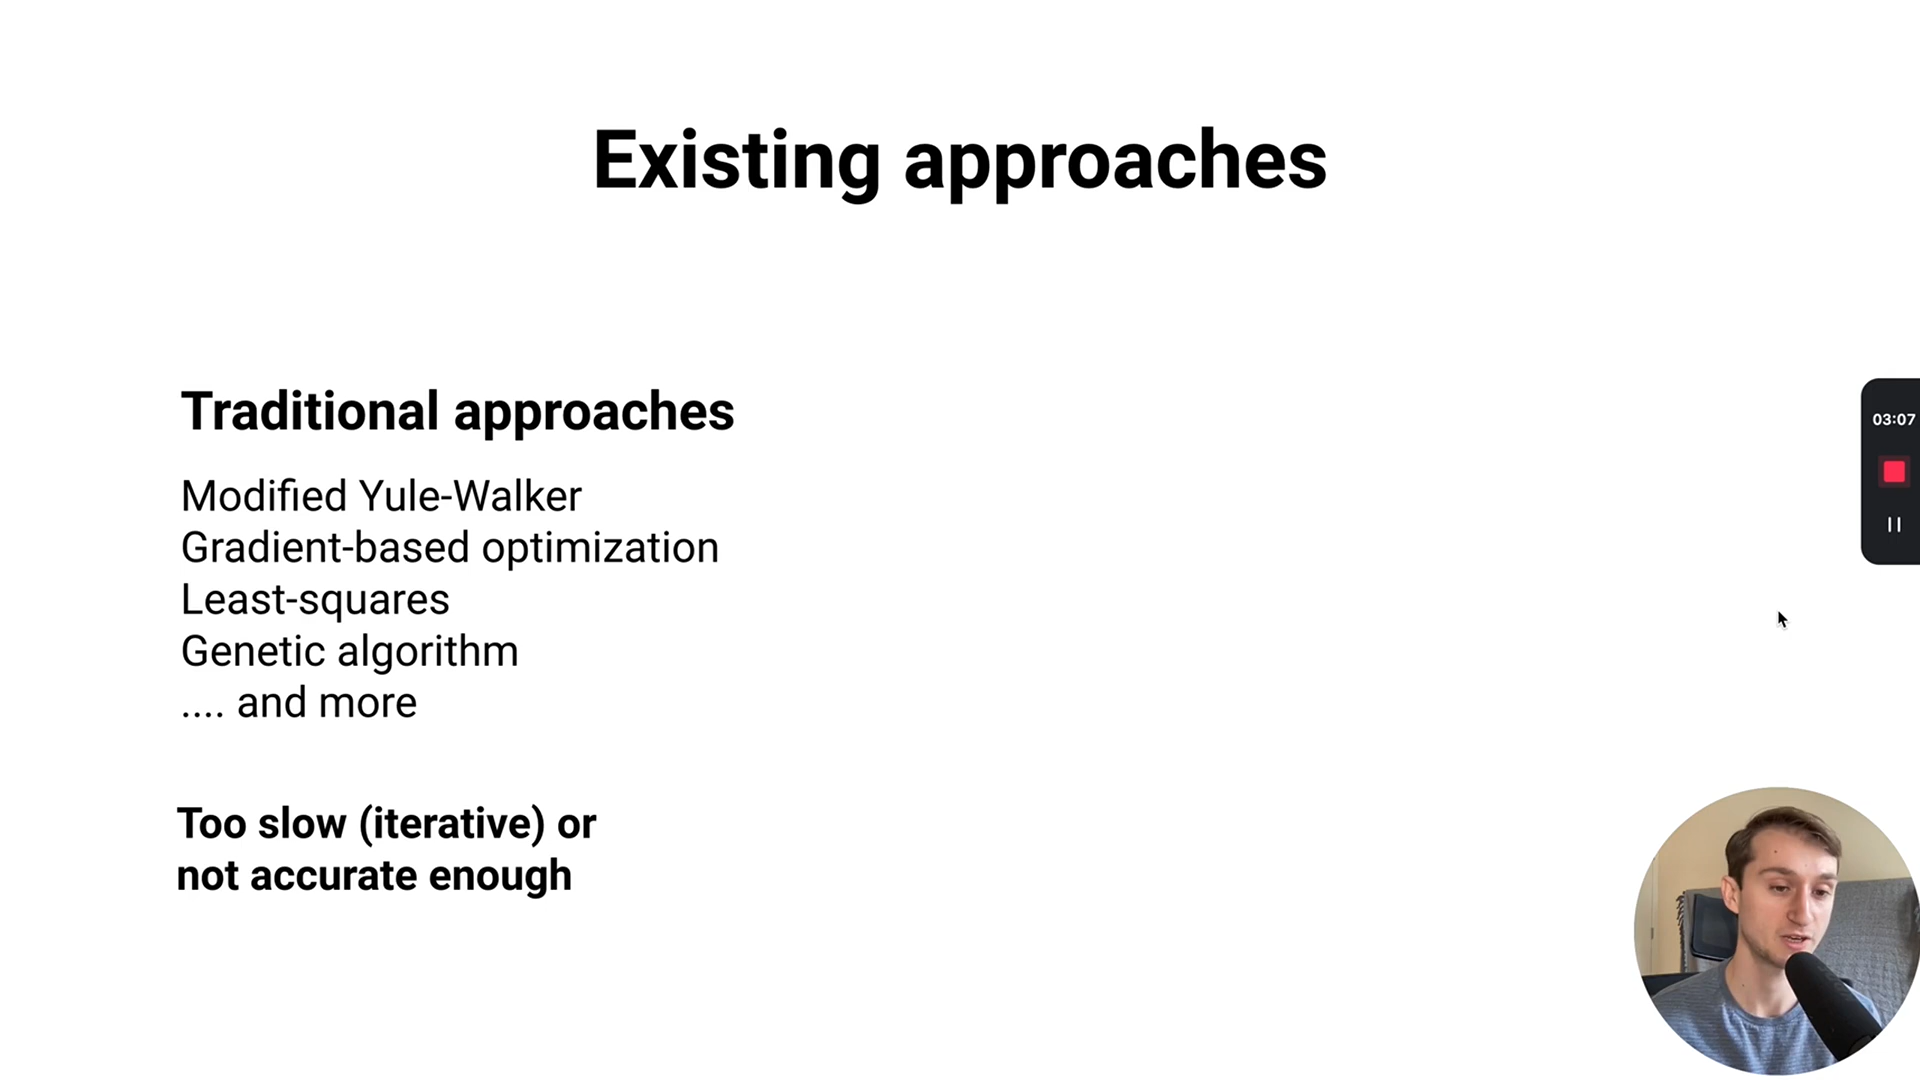 Existing approaches
Traditional approaches
Modified Yule-Walker
Gradient-based optimization
Least-squares
Genetic algorithm
.... and more
Too slow (iterative) or
not accurate enough
03:07